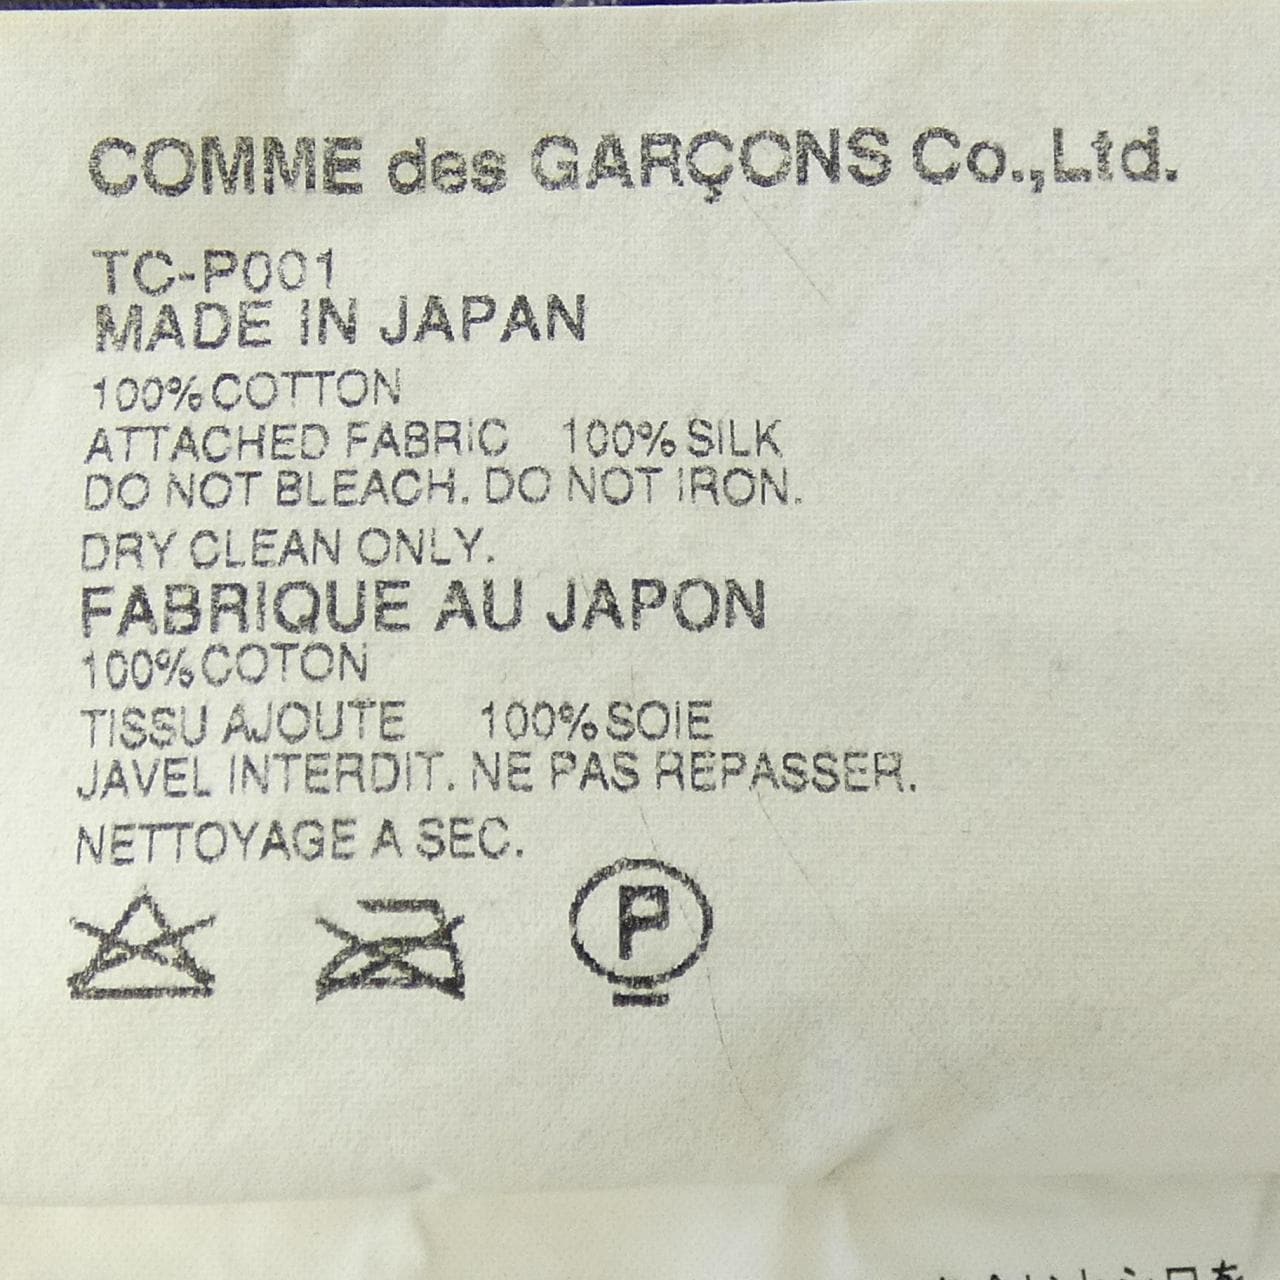 COMME des GARÇONS Co.,Ltd.
TC-P001
MADE IN JAPAN
100% COTTON
ATTACHED FABRIC 100% SILK
DO NOT BLEACH. DO NOT IRON.
DRY CLEAN ONLY.
FABRIQUE AU JAPON
100% COTON
TISSU AJOUTE 100% SOIE
JAVEL INTERDIT. NE PAS REPASSER.
NETTOYAGE A SEC.
P